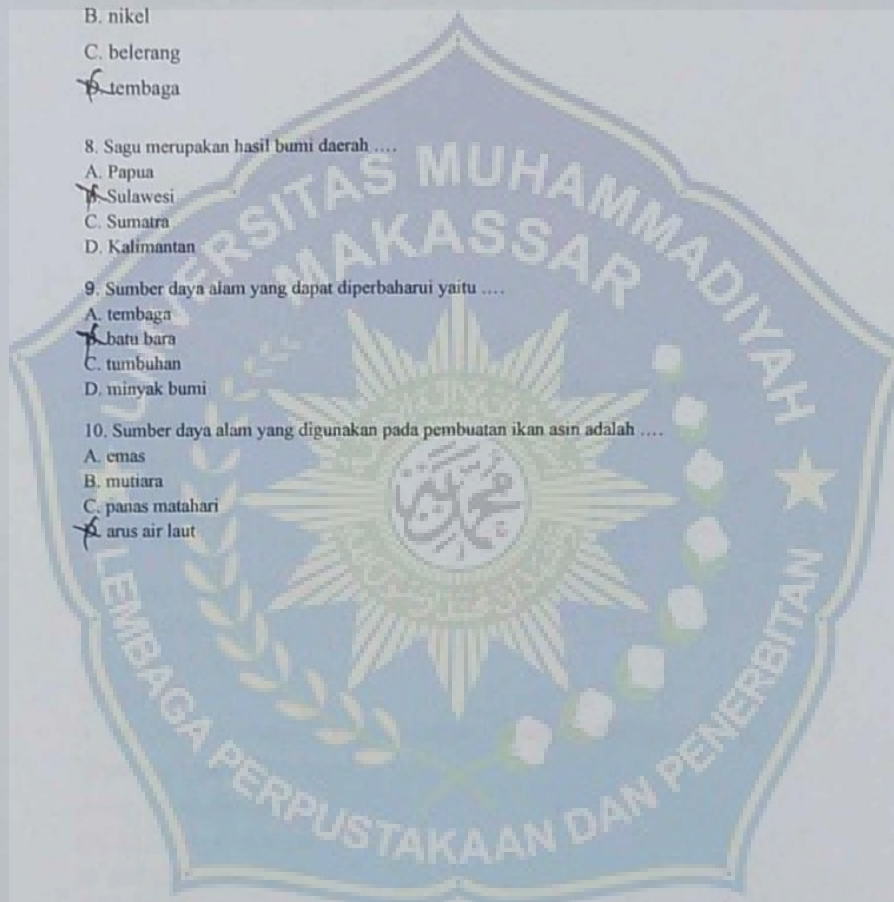 B. nikel
C. belerang
D. tembaga
8. Sagu merupakan hasil bumi daerah ....
A. Papua
B. Sulawesi
C. Sumatra
D. Kalimantan
9. Sumber daya alam yang dapat diperbaharui yaitu ....
A. tembaga
B. batu bara
C. tumbuhan
D. minyak bumi
10. Sumber daya alam yang digunakan pada pembuatan ikan asin adalah ....
A. emas
B. mutiara
C. panas matahari
D. arus air laut
UNIVERSITAS MUHAMMADIYAH
MAKASSAR
LEMBAGA PERPUSTAKAAN DAN PENERBITAN